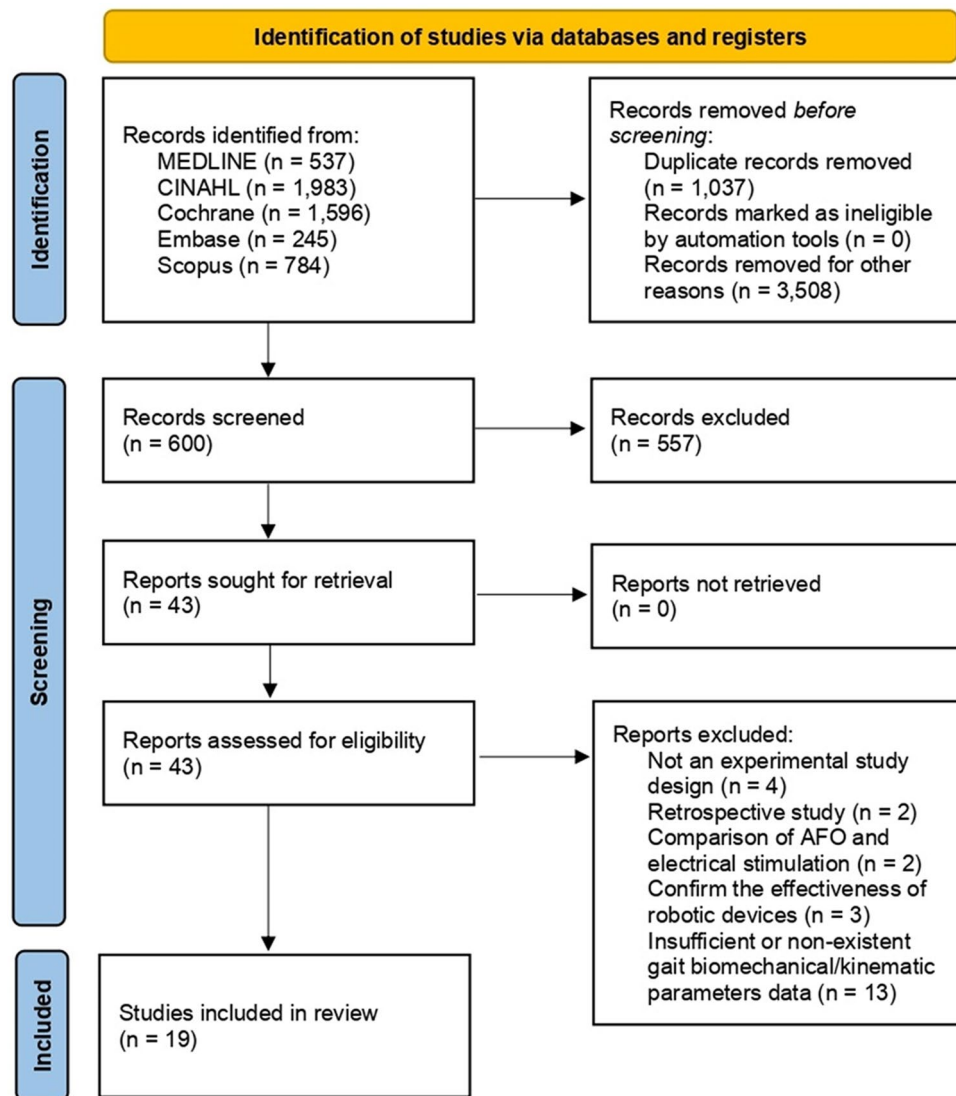 Identification of studies via databases and registers
Identification
Records identified from:
MEDLINE (n = 537)
CINAHL (n = 1,983)
Cochrane (n = 1,596)
Embase (n = 245)
Scopus (n = 784)
Records removed before
screening:
Duplicate records removed
(n = 1,037)
Records marked as ineligible
by automation tools (n = 0)
Records removed for other
reasons (n = 3,508)
Screening
Records screened
(n = 600)
Records excluded
(n = 557)
Reports sought for retrieval
(n = 43)
Reports not retrieved
(n = 0)
Reports assessed for eligibility
(n = 43)
Reports excluded:
Not an experimental study
design (n = 4)
Retrospective study (n = 2)
Comparison of AFO and
electrical stimulation (n = 2)
Confirm the effectiveness of
robotic devices (n = 3)
Insufficient or non-existent
gait biomechanical/kinematic
parameters data (n = 13)
Included
Studies included in review
(n = 19)